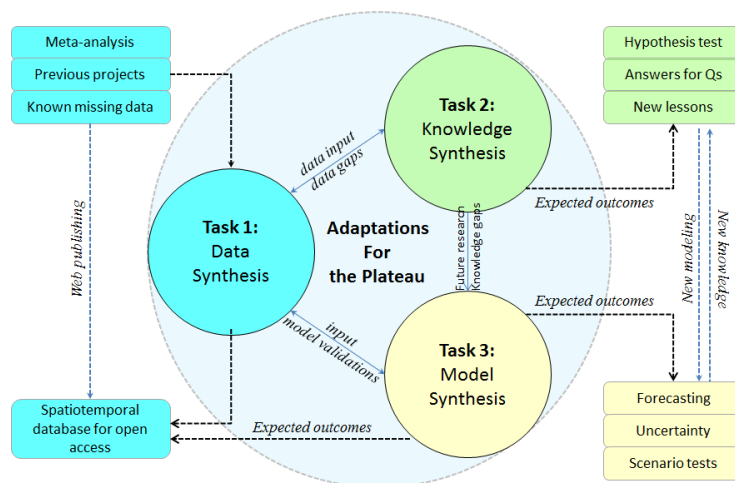 Meta-analysis
Previous projects
Known missing data
Web publishing
Spatiotemporal
database for open
access
Task 1:
Data
Synthesis
data input
data gaps
Task 2:
Knowledge
Synthesis
Adaptations
For
the Plateau
Future research
Knowledge gaps
input
model validations
Task 3:
Model
Synthesis
Expected outcomes
Expected outcomes
Expected outcomes
Hypothesis test
Answers for Qs
New lessons
New modeling
New knowledge
Forecasting
Uncertainty
Scenario tests